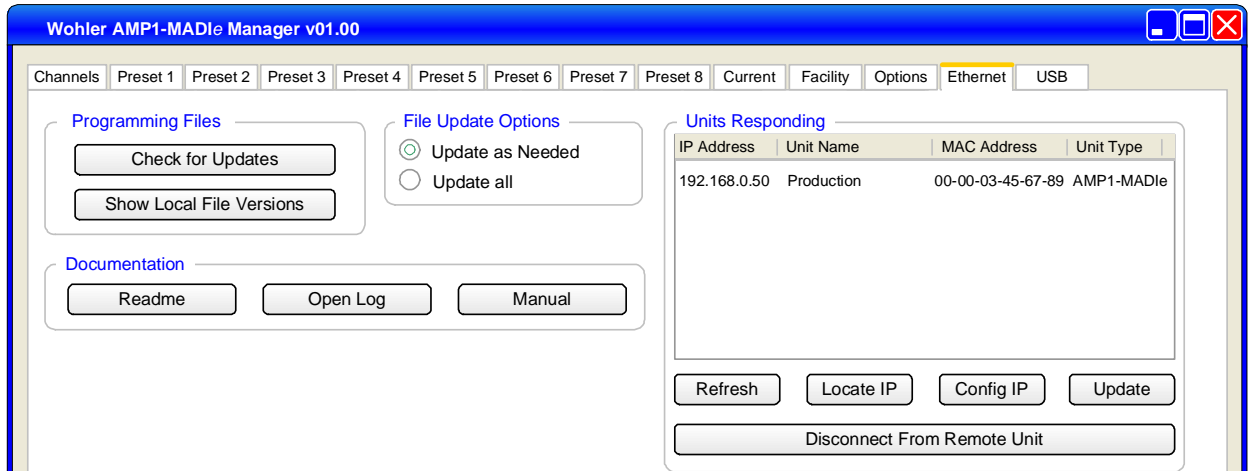 Wohler AMP1-MADIe Manager v01.00
Channels Preset 1 Preset 2 Preset 3 Preset 4 Preset 5 Preset 6 Preset 7 Preset 8 Current Facility Options Ethernet USB
Programming Files
Check for Updates
Show Local File Versions
File Update Options
Update as Needed
Update all
Documentation
Readme Open Log Manual
Units Responding
IP Address Unit Name MAC Address Unit Type
192.168.0.50 Production 00-00-03-45-67-89 AMP1-MADIe
Refresh Locate IP Config IP Update
Disconnect From Remote Unit